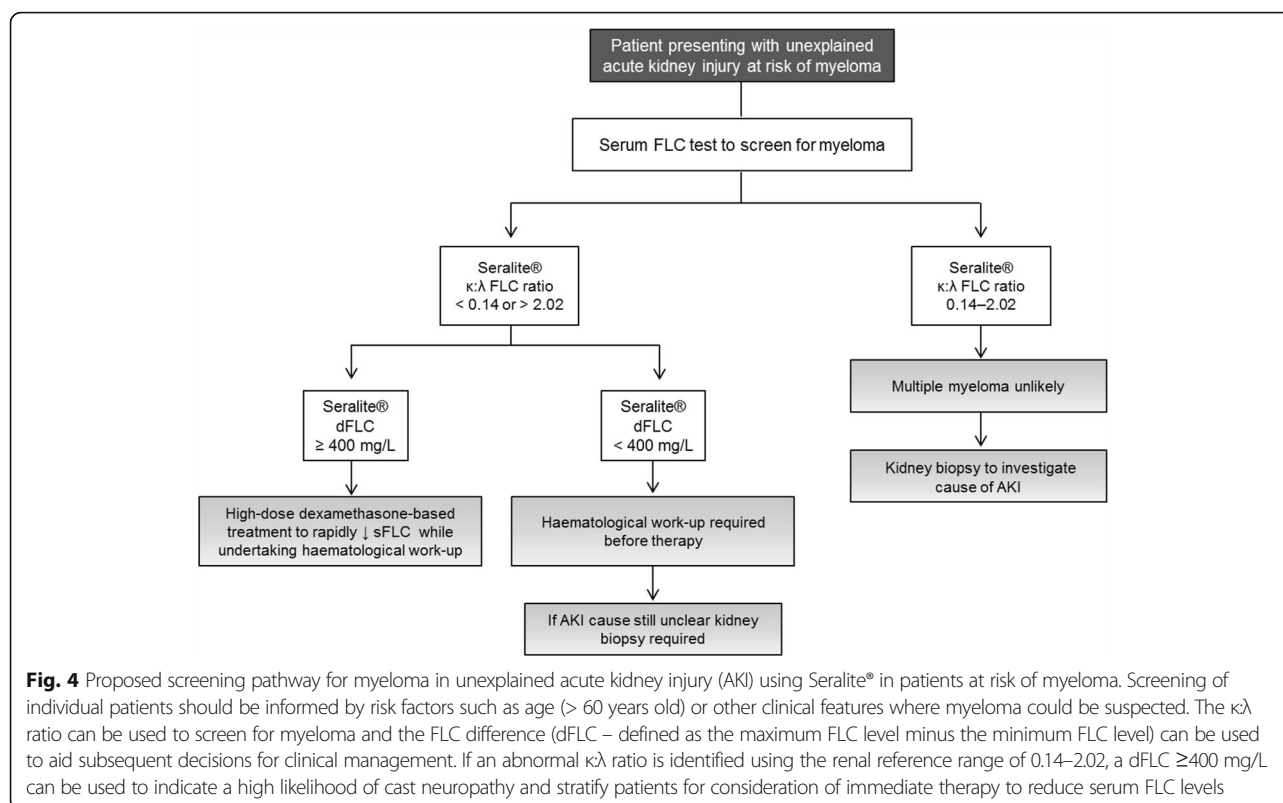 Patient presenting with unexplained
acute kidney injury at risk of myeloma
Serum FLC test to screen for myeloma
Seralite®
κ:λ FLC ratio
< 0.14 or > 2.02
Seralite®
κ:λ FLC ratio
0.14–2.02
Seralite®
dFLC
≥ 400 mg/L
Seralite®
dFLC
< 400 mg/L
Multiple myeloma unlikely
Kidney biopsy to investigate
cause of AKI
High-dose dexamethasone-based
treatment to rapidly ↓ sFLC while
undertaking haematological work-up
Haematological work-up required
before therapy
If AKI cause still unclear kidney
biopsy required
Fig. 4 Proposed screening pathway for myeloma in unexplained acute kidney injury (AKI) using Seralite® in patients at risk of myeloma. Screening of
individual patients should be informed by risk factors such as age (> 60 years old) or other clinical features where myeloma could be suspected. The κ:λ
ratio can be used to screen for myeloma and the FLC difference (dFLC – defined as the maximum FLC level minus the minimum FLC level) can be used
to aid subsequent decisions for clinical management. If an abnormal κ:λ ratio is identified using the renal reference range of 0.14–2.02, a dFLC ≥400 mg/L
can be used to indicate a high likelihood of cast neuropathy and stratify patients for consideration of immediate therapy to reduce serum FLC levels